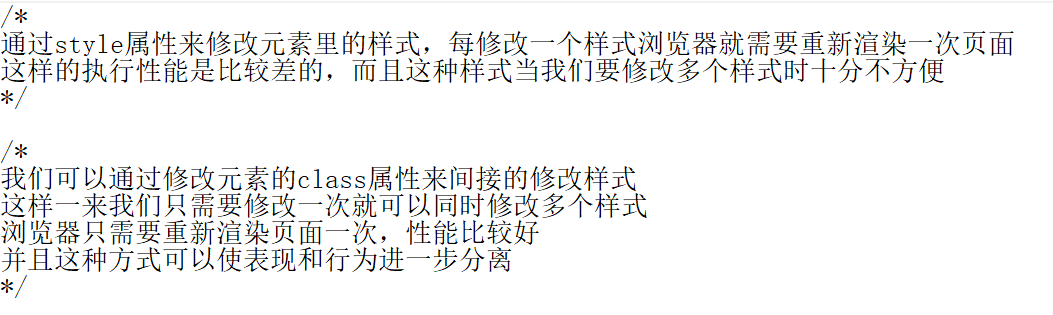 /*
通过style属性来修改元素里的样式，每修改一个样式浏览器就需要重新渲染一次页面
这样的执行性能是比较差的，而且这种样式当我们要修改多个样式时十分不方便
*/
/*
我们可以通过修改元素的class属性来间接的修改样式
这样一来我们只需要修改一次就可以同时修改多个样式
浏览器只需要重新渲染页面一次，性能比较好
并且这种方式可以使表现和行为进一步分离
*/